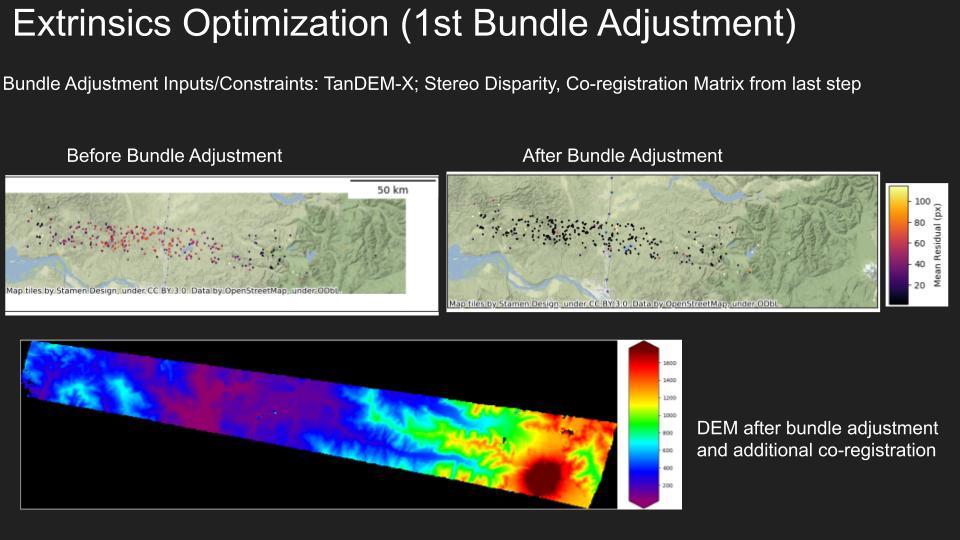 Extrinsics Optimization (1st Bundle Adjustment)
Bundle Adjustment Inputs/Constraints: TanDEM-X; Stereo Disparity, Co-registration Matrix from last step
Before Bundle Adjustment
After Bundle Adjustment
50 km
Map tiles by Stamen Design, under CC BY 3.0. Data by OpenStreetMap, under ODbL
Map tiles by Stamen Design, under CC BY 3.0. Data by OpenStreetMap, under ODbL
100
80
60
40
20
Mean Residual (px)
1600
1400
1200
1000
800
600
400
200
DEM after bundle adjustment
and additional co-registration